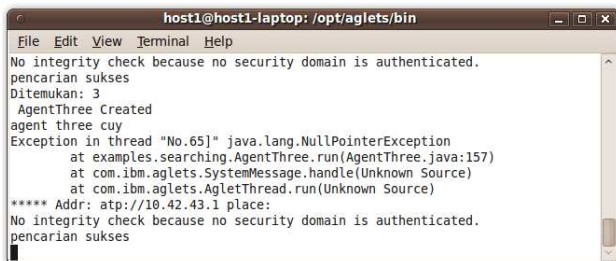 host1@host1-laptop: /opt/aglets/bin
File Edit View Terminal Help
No integrity check because no security domain is authenticated.
pencarian sukses
Ditemukan: 3
 AgentThree Created
agent three cuy
Exception in thread "No.65]" java.lang.NullPointerException
        at examples.searching.AgentThree.run(AgentThree.java:157)
        at com.ibm.aglets.SystemMessage.handle(Unknown Source)
        at com.ibm.aglets.AgletThread.run(Unknown Source)
***** Addr: atp://10.42.43.1 place:
No integrity check because no security domain is authenticated.
pencarian sukses